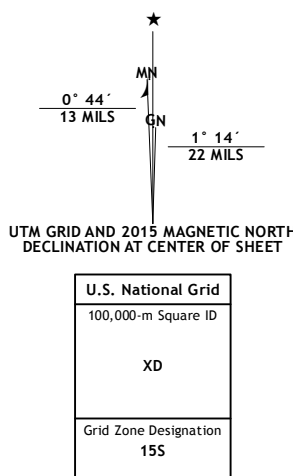 ★
MN
0° 44´
13 MILS
GN
1° 14´
22 MILS
UTM GRID AND 2015 MAGNETIC NORTH
DECLINATION AT CENTER OF SHEET
U.S. National Grid
100,000-m Square ID
XD
Grid Zone Designation
15S